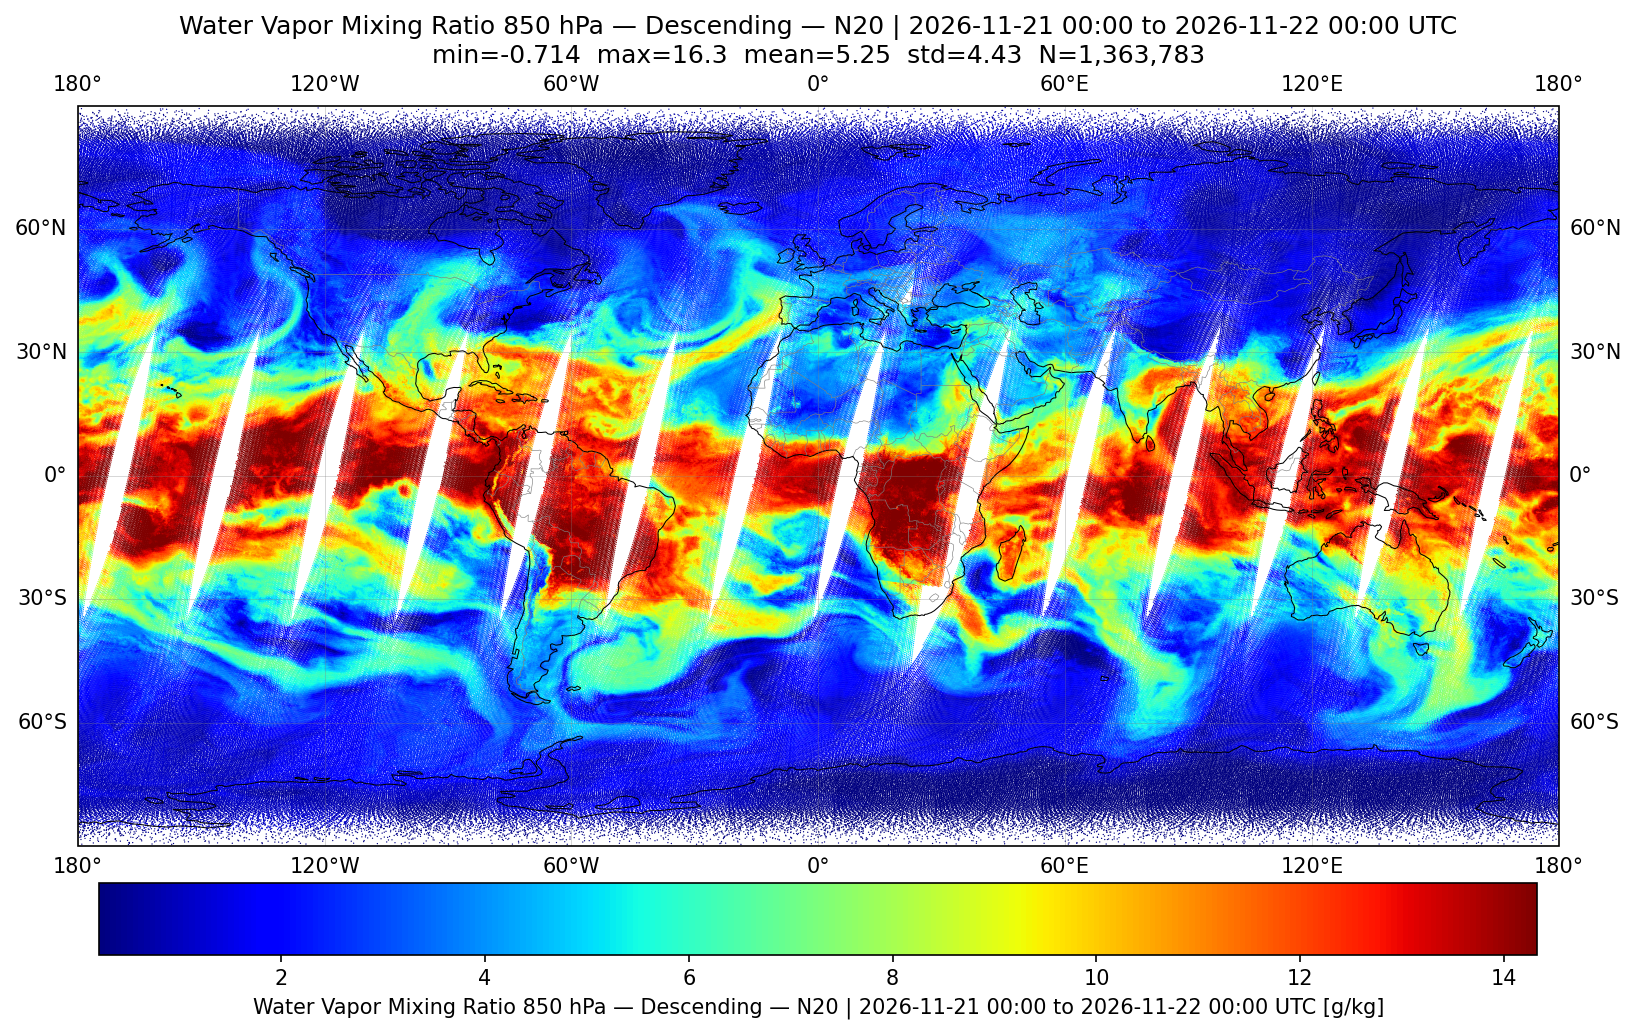 Water Vapor Mixing Ratio 850 hPa — Descending — N20 | 2026-11-21 00:00 to 2026-11-22 00:00 UTC
min=-0.714  max=16.3  mean=5.25  std=4.43  N=1,363,783
180° 120°W 60°W 0° 60°E 120°E 180°
60°N 60°N
30°N 30°N
0° 0°
30°S 30°S
60°S 60°S
180° 120°W 60°W 0° 60°E 120°E 180°
2 4 6 8 10 12 14
Water Vapor Mixing Ratio 850 hPa — Descending — N20 | 2026-11-21 00:00 to 2026-11-22 00:00 UTC [g/kg]